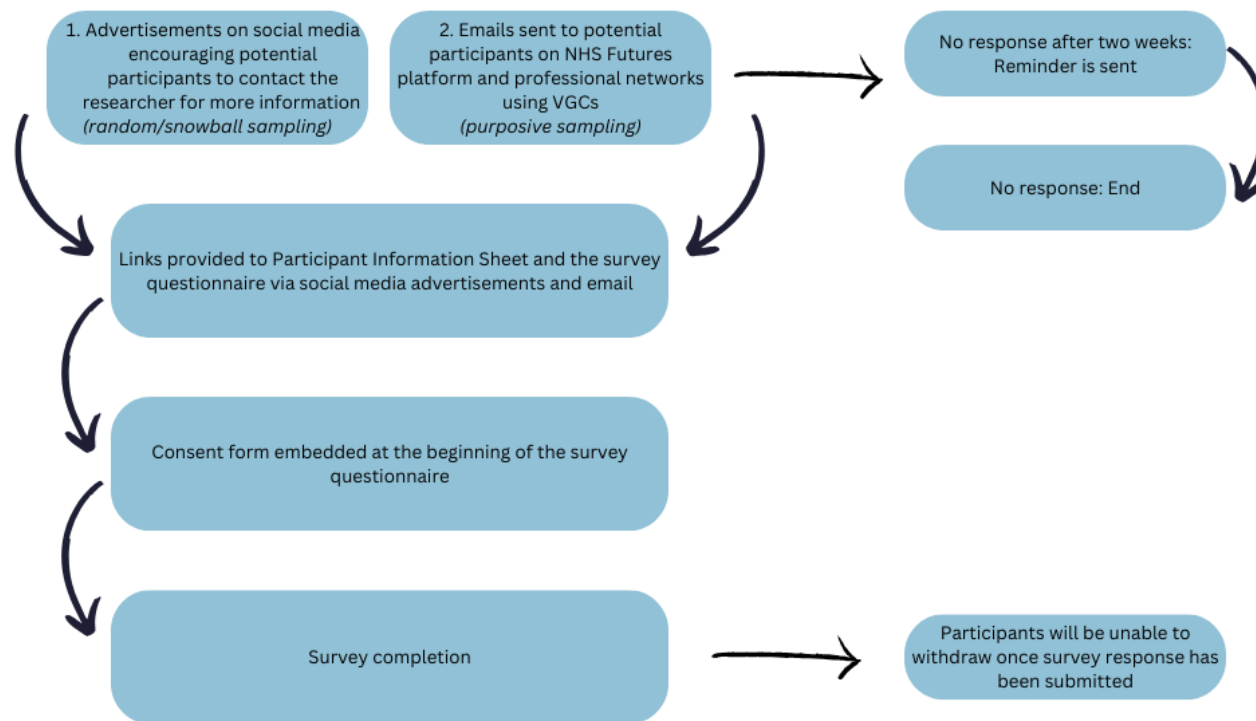 1. Advertisements on social media
encouraging potential
participants to contact the
researcher for more information
(random/snowball sampling)
2. Emails sent to potential
participants on NHS Futures
platform and professional networks
using VGCs
(purposive sampling)
No response after two weeks:
Reminder is sent
No response: End
Links provided to Participant Information Sheet and the survey
questionnaire via social media advertisements and email
Consent form embedded at the beginning of the survey
questionnaire
Survey completion
Participants will be unable to
withdraw once survey response has
been submitted